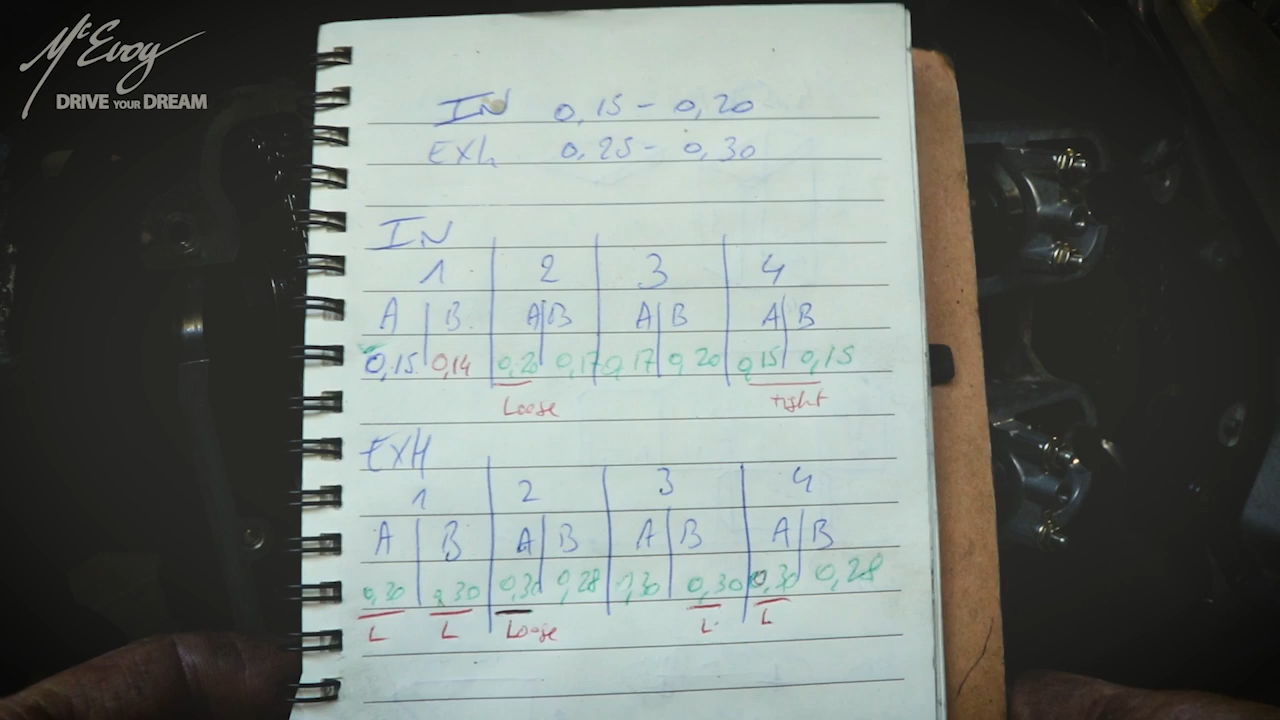 McEvoy
DRIVE YOUR DREAM
IN 0,15 - 0,20
EXh 0,25 - 0,30
IN
1 2 3 4
A B A B A B A B
0,15 0,14 0,20 0,17 0,17 0,20 0,15 0,15
Loose tight
EXH
1 2 3 4
A B A B A B A B
0,30 0,30 0,30 0,28 0,30 0,30 0,28
L L Loose L L